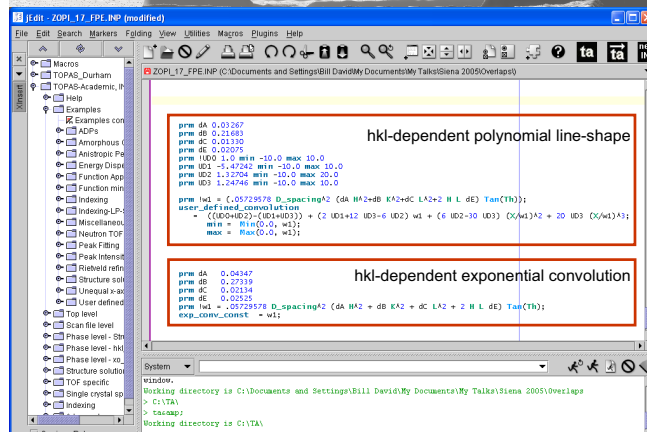 jEdit - ZOPI_17_FPE.INP (modified)
File Edit Search Markers Folding View Utilities Macros Plugins Help
ta ta
XInsert
Macros
TOPAS_Durham
TOPAS-Academic, IN
Help
Examples
Examples con
ADPs
Amorphous C
Anistropic Pe
Energy Dispe
Function App
Function min
Indexing
Indexing-LP-S
Miscellaneou
Neutron TOF
Peak Fitting
Peak Intensit
Rietveld refin
Structure solu
Unequal x-ax
User defined
Top level
Scan file level
Phase level - Stru
Phase level - hkl
Phase level - xo_
Structure solution
TOF specific
Single crystal sp
Indexing
ZOPI_17_FPE.INP (C:\Documents and Settings\Bill David\My Documents\My Talks\Siena 2005\Overlaps\)
prm dA 0.03267
prm dB 0.21683
prm dC 0.01330
prm dE 0.02075
prm !UD0 1.0 min -10.0 max 10.0
prm UD1 -5.47242 min -10.0 max 10.0
prm UD2 1.32704 min -10.0 max 20.0
prm UD3 1.24746 min -10.0 max 10.0
hkl-dependent polynomial line-shape
prm !w1 = (.05729578 D_spacing^2 (dA H^2+dB K^2+dC L^2+2 H L dE) Tan(Th));
user_defined_convolution
= ((UD0+UD2)-(UD1+UD3)) + (2 UD1+12 UD3-6 UD2) w1 + (6 UD2-30 UD3) (X/w1)^2 + 20 UD3 (X/w1)^3;
min = Min(0.0, w1);
max = Max(0.0, w1);
prm dA 0.04347
prm dB 0.27339
prm dC 0.02134
prm dE 0.02525
hkl-dependent exponential convolution
prm !w1 = .05729578 D_spacing^2 (dA H^2 + dB K^2 + dC L^2 + 2 H L dE) Tan(Th);
exp_conv_const = w1;
System
window.
Working directory is C:\Documents and Settings\Bill David\My Documents\My Talks\Siena 2005\Overlaps
> C:\TA\
> ta&amp;
Working directory is C:\TA\